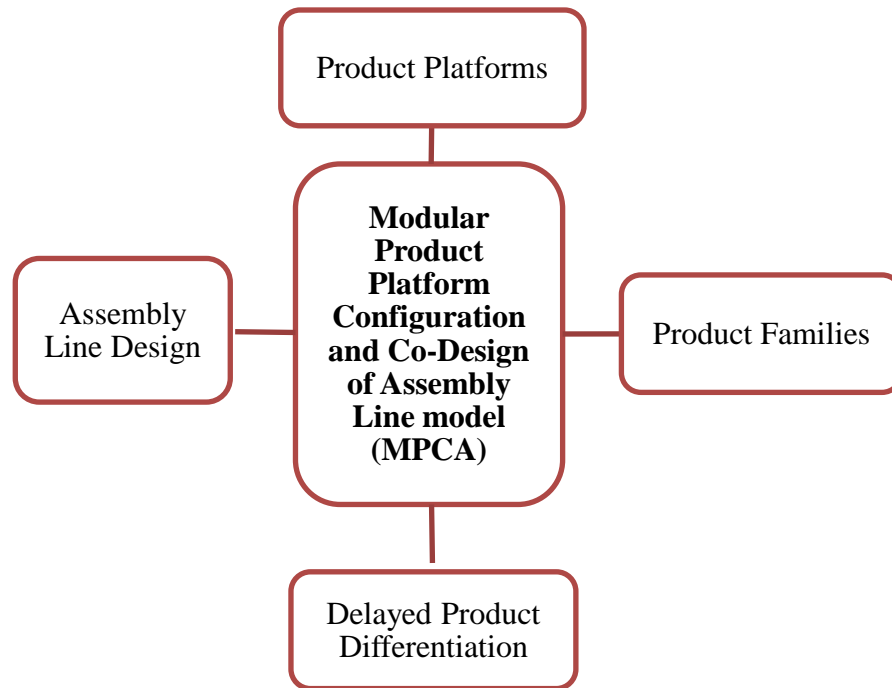 Product Platforms
Modular
Product
Platform
Configuration
and Co-Design
of Assembly
Line model
(MPCA)
Assembly
Line Design
Product Families
Delayed Product
Differentiation